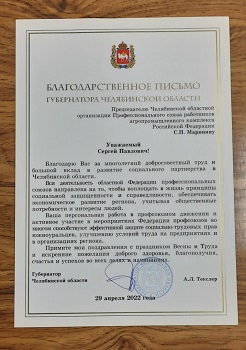 БЛАГОДАРСТВЕННОЕ ПИСЬМО
ГУБЕРНАТОРА ЧЕЛЯБИНСКОЙ ОБЛАСТИ
Председателю Челябинской областной
организации Профессионального союза работников
агропромышленного комплекса
Российской Федерации
С.П. Маринину
Уважаемый
Сергей Павлович!
Благодарю Вас за многолетний добросовестный труд и
большой вклад в развитие социального партнерства в
Челябинской области.
Вся деятельность областной Федерации профессиональных
союзов направлена на то, чтобы воплощать в жизнь принципы
социальной защищенности и справедливости, обеспечивать
экономическое развитие региона, учитывая общественные
потребности и интересы людей.
Ваша персональная работа в профсоюзном движении и
активное участие в мероприятиях Федерации профсоюзов во
многом способствует эффективной защите социально-трудовых прав
южноуральцев, улучшению условий труда на предприятиях и
в организациях региона.
Примите мои поздравления с праздником Весны и Труда
и искренние пожелания доброго здоровья, благополучия,
счастья и успехов во всех делах и начинаниях.
Губернатор
Челябинской области
А.Л. Текслер
29 апреля 2022 года